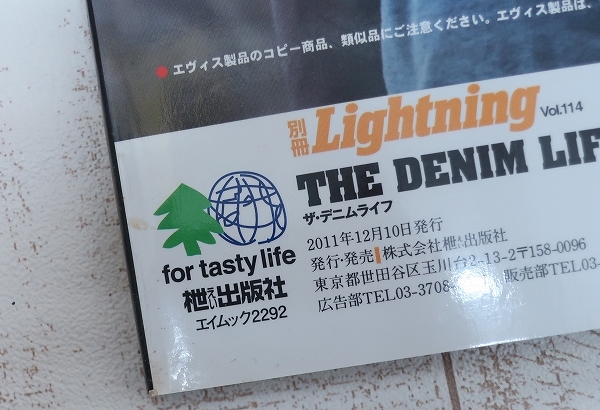 ●エヴィス製品のコピー商品、類似品にご注意ください。エヴィス製品は、
別冊 Lightning Vol.114
THE DENIM LIF
ザ・デニムライフ
2011年12月10日発行
発行・発売 株式会社枻出版社
東京都世田谷区玉川台2-13-2〒158-0096
広告部TEL03-3708 販売部TEL03-
for tasty life
枻出版社
エイムック2292